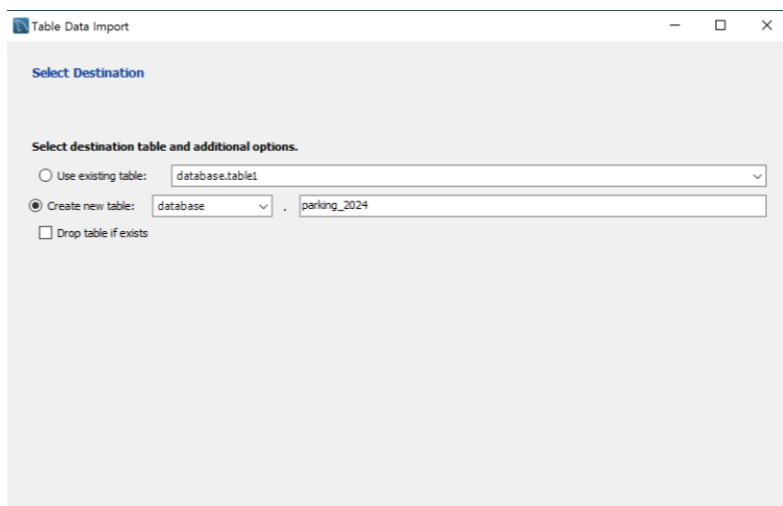 Table Data Import
Select Destination
Select destination table and additional options.
Use existing table: database.table1
Create new table: database . parking_2024
Drop table if exists